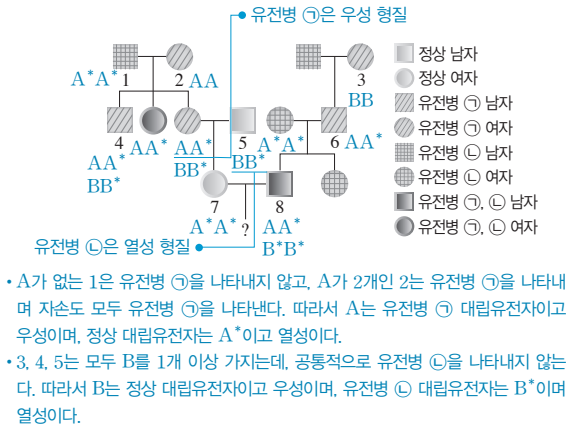 유전병 ㉠은 우성 형질
정상 남자
정상 여자
유전병 ㉠ 남자
유전병 ㉠ 여자
유전병 ㉡ 남자
유전병 ㉡ 여자
유전병 ㉠, ㉡ 남자
유전병 ㉠, ㉡ 여자
A*A* 1
2 AA
3
BB
4
AA*
BB*
AA*
AA*
BB*
5
BB*
A*A*
6 AA*
7
A*A*
?
8
AA*
B*B*
유전병 ㉡은 열성 형질
• A가 없는 1은 유전병 ㉠을 나타내지 않고, A가 2개인 2는 유전병 ㉠을 나타내
며 자손도 모두 유전병 ㉠을 나타낸다. 따라서 A는 유전병 ㉠ 대립유전자이고
우성이며, 정상 대립유전자는 A*이고 열성이다.
• 3, 4, 5는 모두 B를 1개 이상 가지는데, 공통적으로 유전병 ㉡을 나타내지 않는
다. 따라서 B는 정상 대립유전자이고 우성이며, 유전병 ㉡ 대립유전자는 B*이며
열성이다.